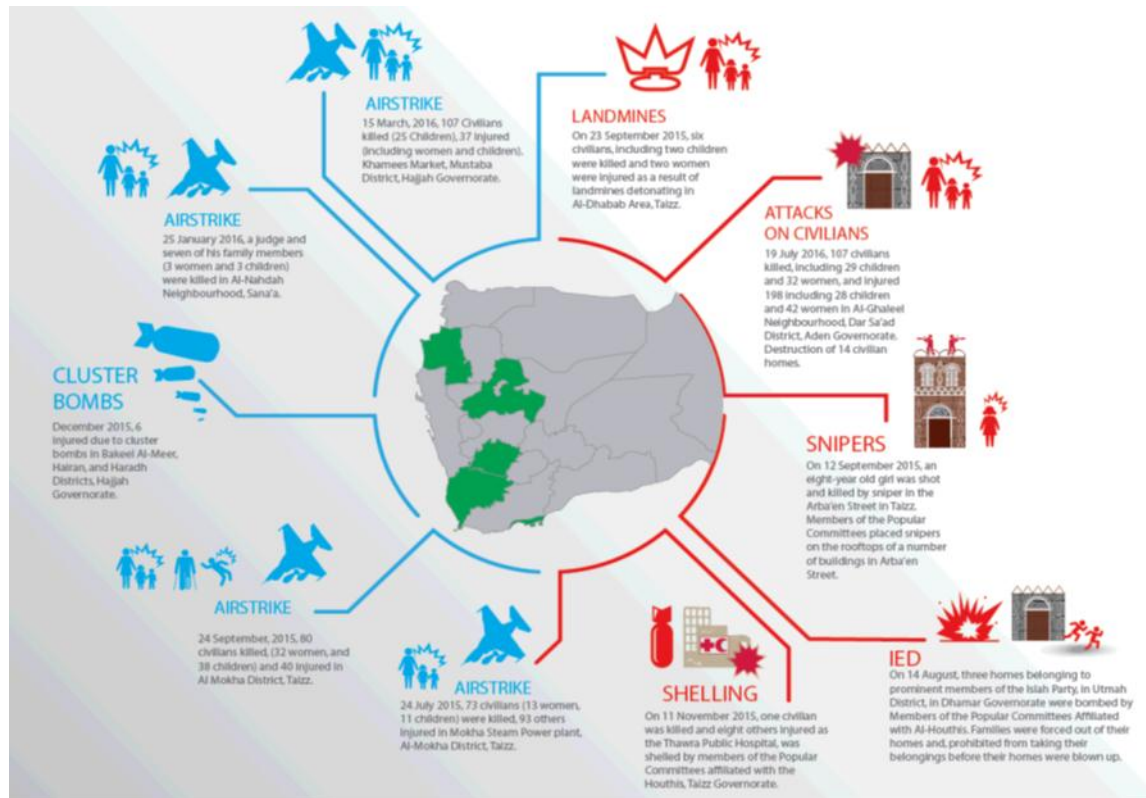 AIRSTRIKE
15 March, 2016, 107 Civilians
killed (25 Children), 37 injured
(including women and children).
Khamees Market, Mustaba
District, Hajjah Governorate.
LANDMINES
On 23 September 2015, six
civilians, including two children
were killed and two women
were injured as a result of
landmines detonating in
Al-Dhabab Area, Taizz.
ATTACKS
ON CIVILIANS
19 July 2016, 107 civilians
killed, including 29 children
and 32 women, and injured
198 including 28 children
and 42 women in Al-Ghaleel
Neighbourhood, Dar Sa'ad
District, Aden Governorate.
Destruction of 14 civilian
homes.
AIRSTRIKE
25 January 2016, a judge and
seven of his family members
(3 women and 3 children)
were killed in Al-Nahdah
Neighbourhood, Sana'a.
CLUSTER
BOMBS
December 2015, 6
injured due to cluster
bombs in Bakeel Al-Meer,
Hairan, and Haradh
Districts, Hajjah
Governorate.
SNIPERS
On 12 September 2015, an
eight-year old girl was shot
and killed by sniper in the
Arba'en Street in Taizz.
Members of the Popular
Committees placed snipers
on the rooftops of a number
of buildings in Arba'en
Street.
AIRSTRIKE
24 September, 2015, 80
civilians killed, (32 women, and
38 children) and 40 injured in
Al Mokha District, Taizz.
AIRSTRIKE
24 July 2015, 73 civilians (13 women,
11 children) were killed, 93 others
injured in Mokha Steam Power plant,
Al-Mokha District, Taizz.
SHELLING
On 11 November 2015, one civilian
was killed and eight others injured as
the Thawra Public Hospital, was
shelled by members of the Popular
Committees affiliated with the
Houthis, Taizz Governorate.
IED
On 14 August, three homes belonging to
prominent members of the Islah Party, in Utmah
District, in Dhamar Governorate were bombed by
Members of the Popular Committees Affiliated
with Al-Houthis. Families were forced out of their
homes and, prohibited from taking their
belongings before their homes were blown up.